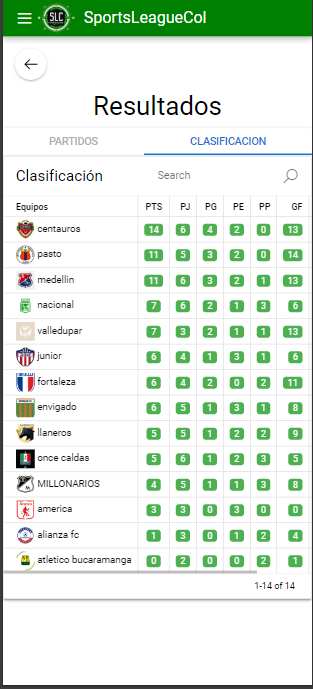 SLC SportsLeagueCol
Resultados
PARTIDOS CLASIFICACION
Clasificación Search
Equipos PTS PJ PG PE PP GF
centauros 14 6 4 2 0 13
pasto 11 5 3 2 0 14
medellin 11 6 3 2 1 13
nacional 7 6 2 1 3 6
valledupar 7 3 2 1 1 13
junior 6 4 1 3 1 6
fortaleza 6 4 2 0 2 11
envigado 6 5 1 3 1 8
llaneros 5 5 1 2 2 9
once caldas 5 6 1 2 3 5
MILLONARIOS 4 5 1 1 3 8
america 3 3 0 3 0 0
alianza fc 1 3 0 1 2 4
atletico bucaramanga 0 2 0 0 2 2
1-14 of 14